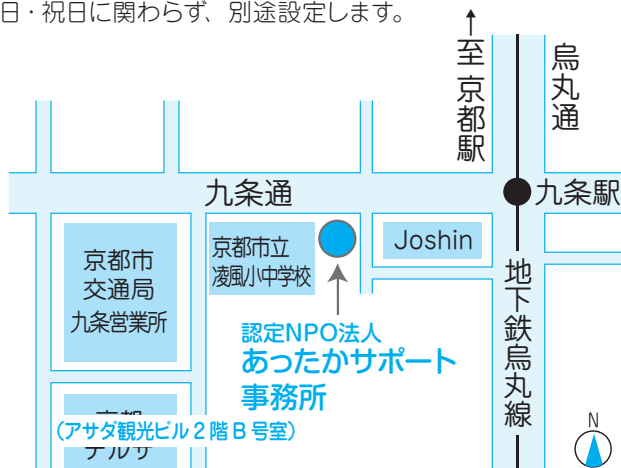 日・祝日に関わらず、別途設定します。
↑至 京都駅
烏丸通
九条通
九条駅
京都市
交通局
九条営業所
京都市立
凌風小中学校
Joshin
地下鉄烏丸線
認定NPO法人
あったかサポート
事務所
(アサダ観光ビル2階B号室)
テルサ
N